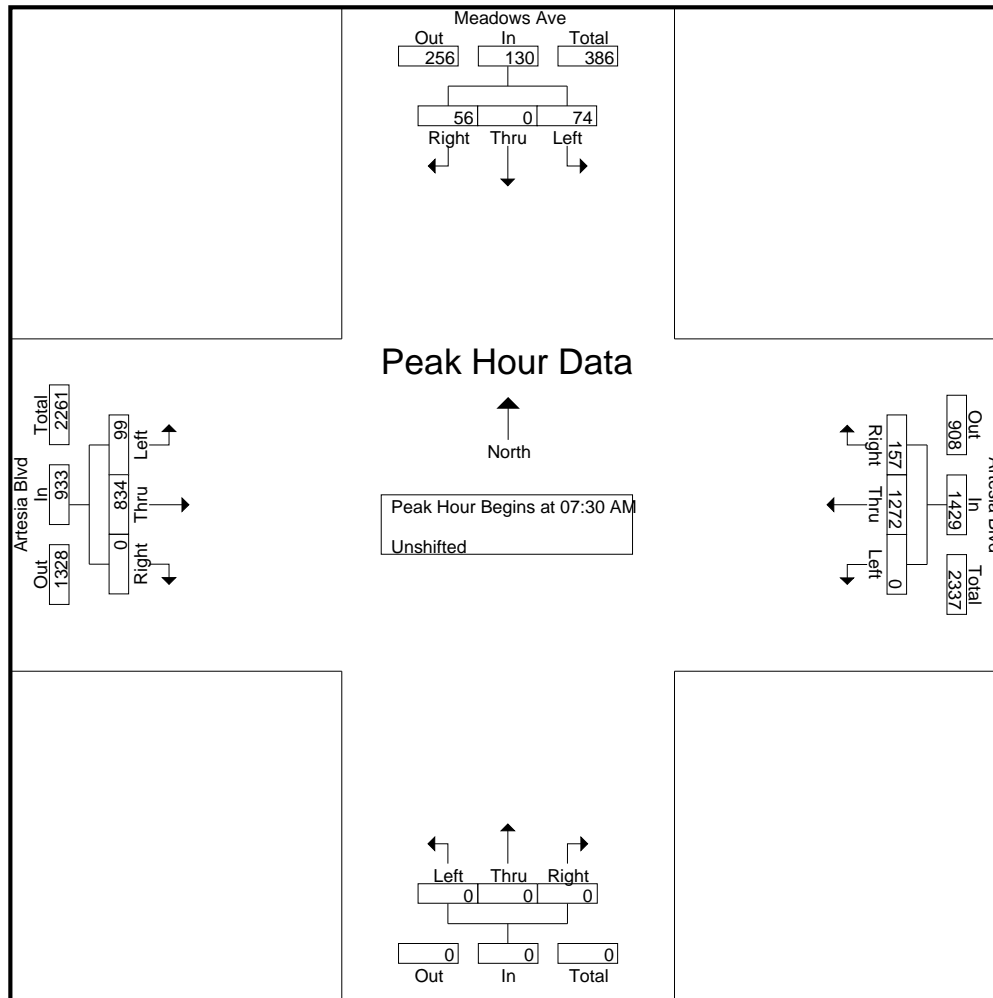 Meadows Ave
Out In Total
256 130 386
56 0 74
Right Thru Left
Peak Hour Data
North
Peak Hour Begins at 07:30 AM
Unshifted
Artesia Blvd
Out In Total
1328 933 2261
0 834 99
Right Thru Left
Artesia Blvd
Out In Total
908 1429 2337
157 1272 0
Right Thru Left
Left Thru Right
0 0 0
0 0 0
Out In Total